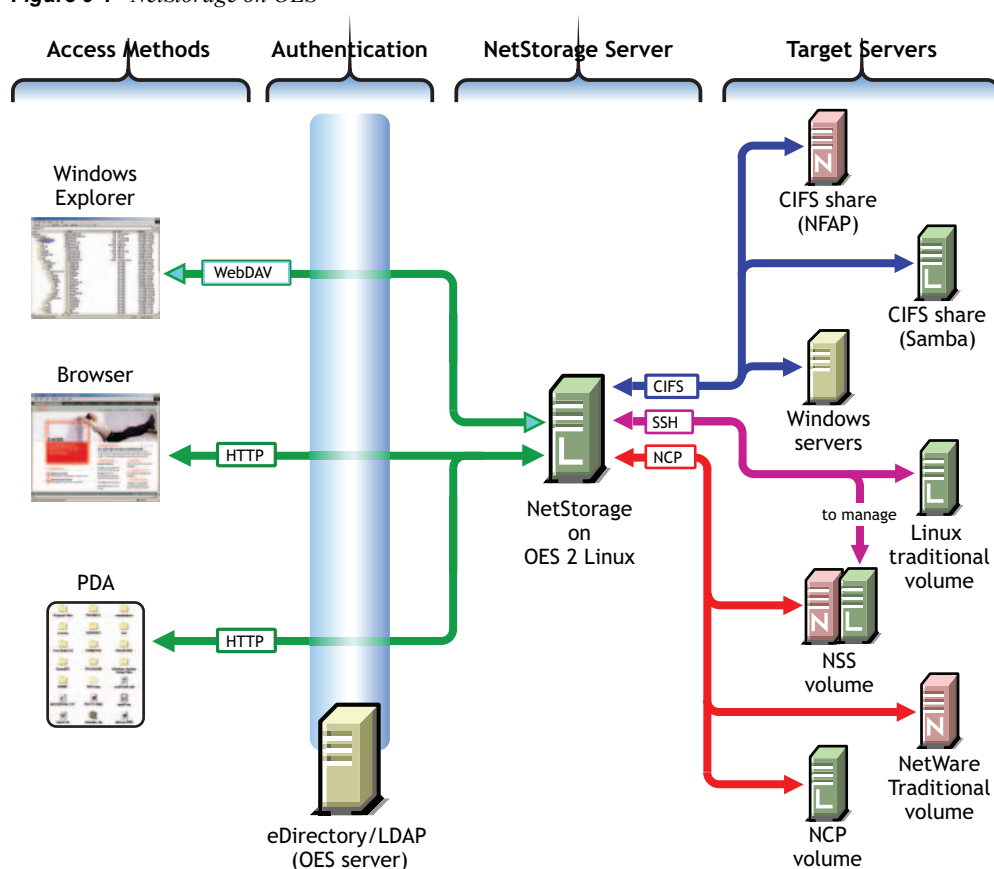 Access Methods
Authentication
NetStorage Server
Target Servers
Windows
Explorer
WebDAV
Browser
HTTP
PDA
HTTP
eDirectory/LDAP
(OES server)
NetStorage
on
OES 2 Linux
L
CIFS
SSH
NCP
N
CIFS share
(NFAP)
L
CIFS share
(Samba)
Windows
servers
L
Linux
traditional
volume
to manage
N
L
NSS
volume
N
NetWare
Traditional
volume
L
NCP
volume